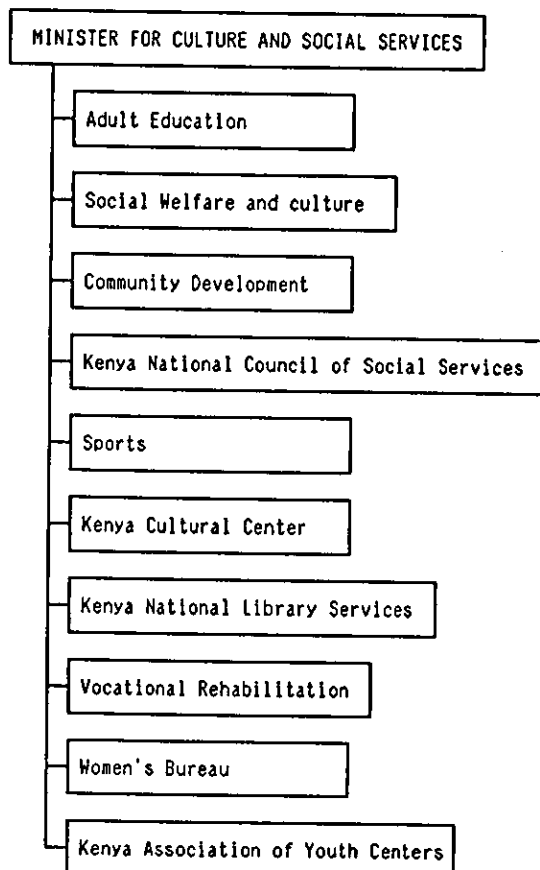 MINISTER FOR CULTURE AND SOCIAL SERVICES
Adult Education
Social Welfare and culture
Community Development
Kenya National Council of Social Services
Sports
Kenya Cultural Center
Kenya National Library Services
Vocational Rehabilitation
Women's Bureau
Kenya Association of Youth Centers